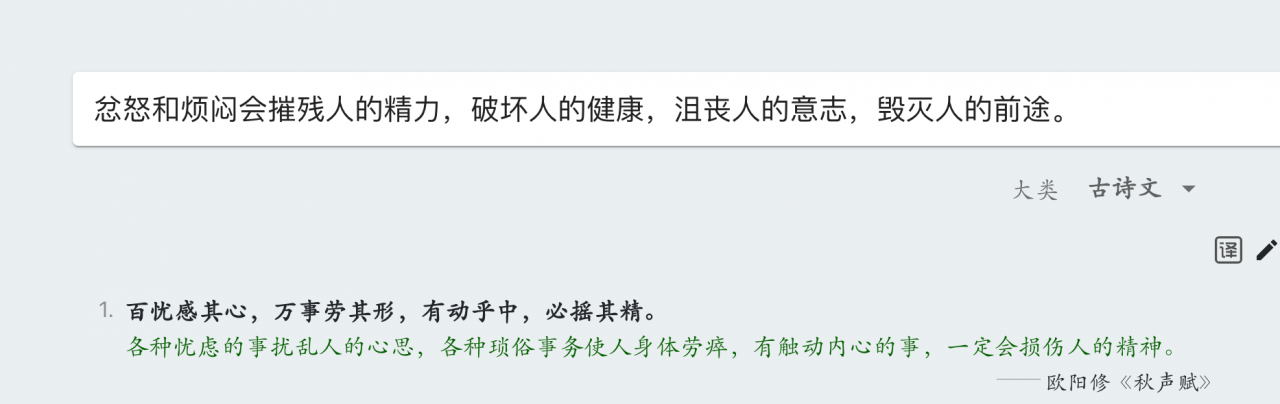 忿怒和烦闷会摧残人的精力，破坏人的健康，沮丧人的意志，毁灭人的前途。
大类 古诗文
译
1. 百忧感其心，万事劳其形，有动乎中，必摇其精。
各种忧虑的事扰乱人的心思，各种琐俗事务使人身体劳瘁，有触动内心的事，一定会损伤人的精神。
——欧阳修《秋声赋》